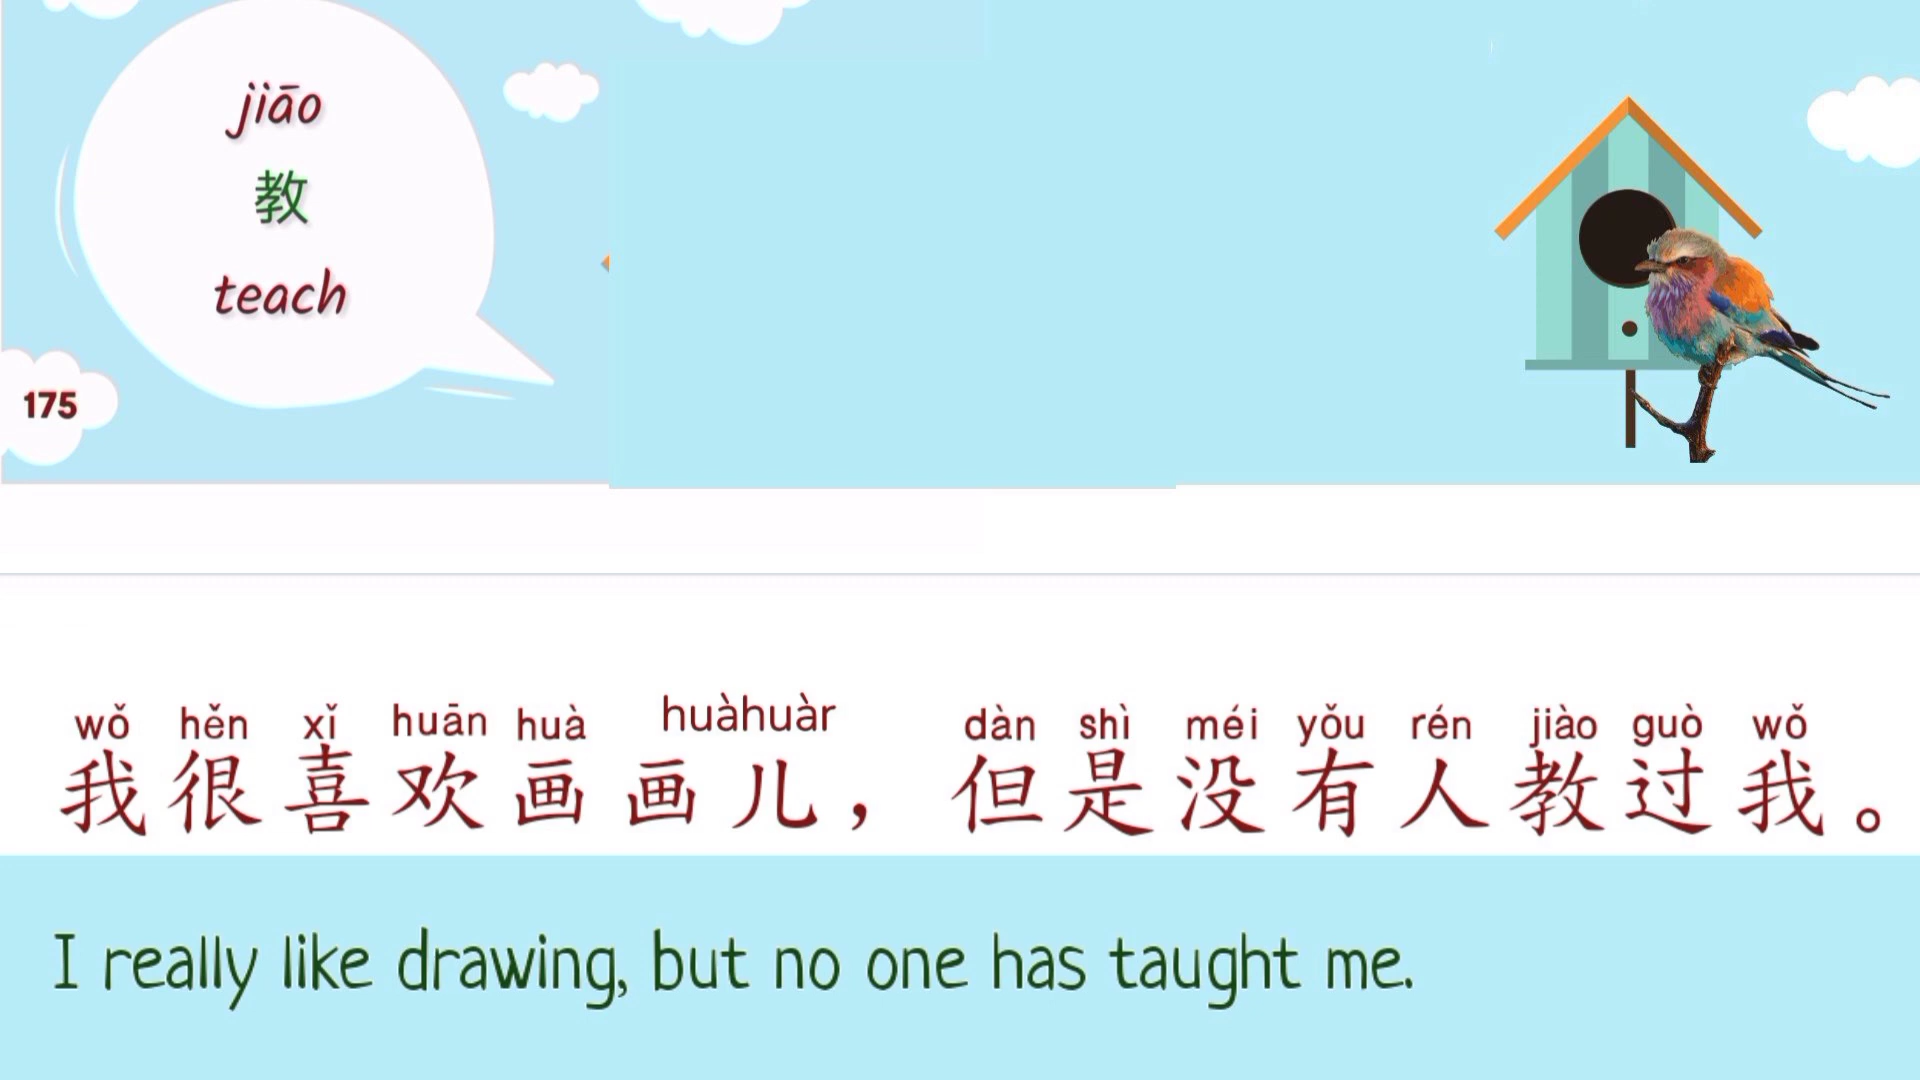 jiāo
教
teach
175
wǒ hěn xǐ huān huà huàhuàr dàn shì méi yǒu rén jiào guò wǒ
我很喜欢画画儿，但是没有人教过我。
I really like drawing, but no one has taught me.